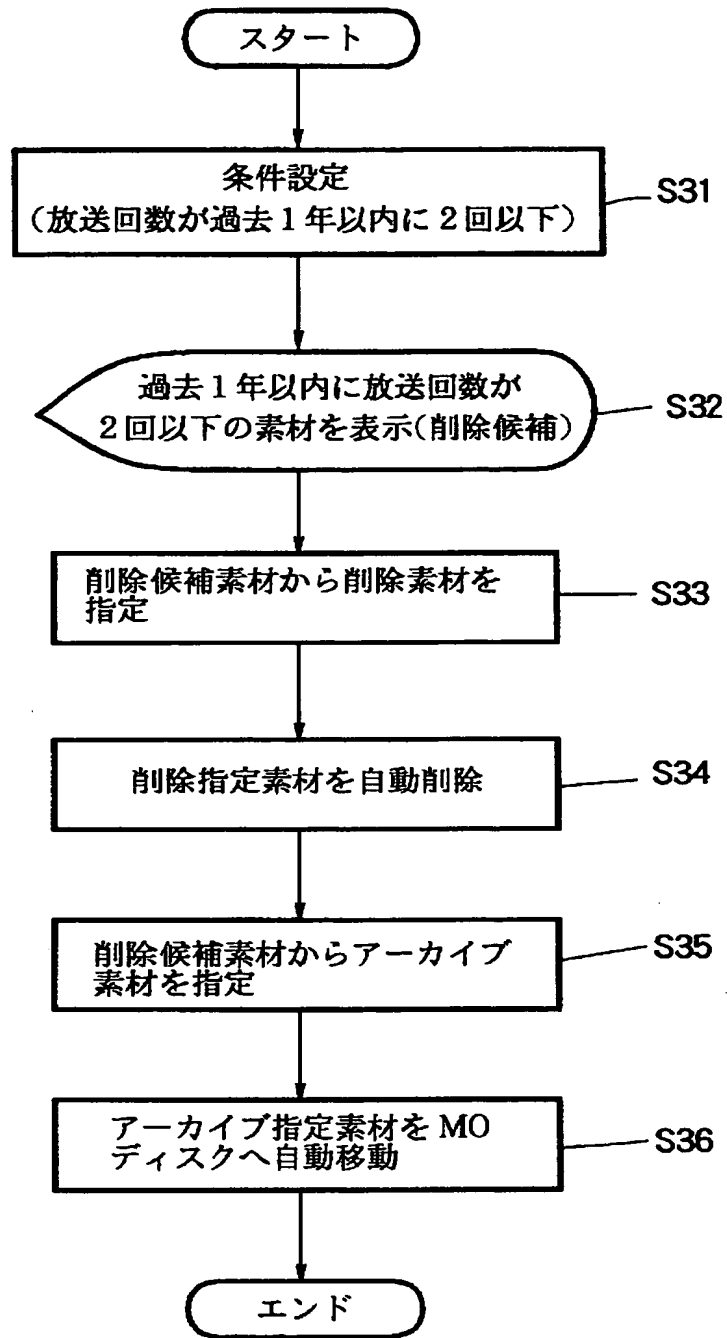 スタート
条件設定
（放送回数が過去１年以内に２回以下）
S31
過去１年以内に放送回数が
２回以下の素材を表示(削除候補)
S32
削除候補素材から削除素材を
指定
S33
削除指定素材を自動削除
S34
削除候補素材からアーカイブ
素材を指定
S35
アーカイブ指定素材を MO
ディスクへ自動移動
S36
エンド